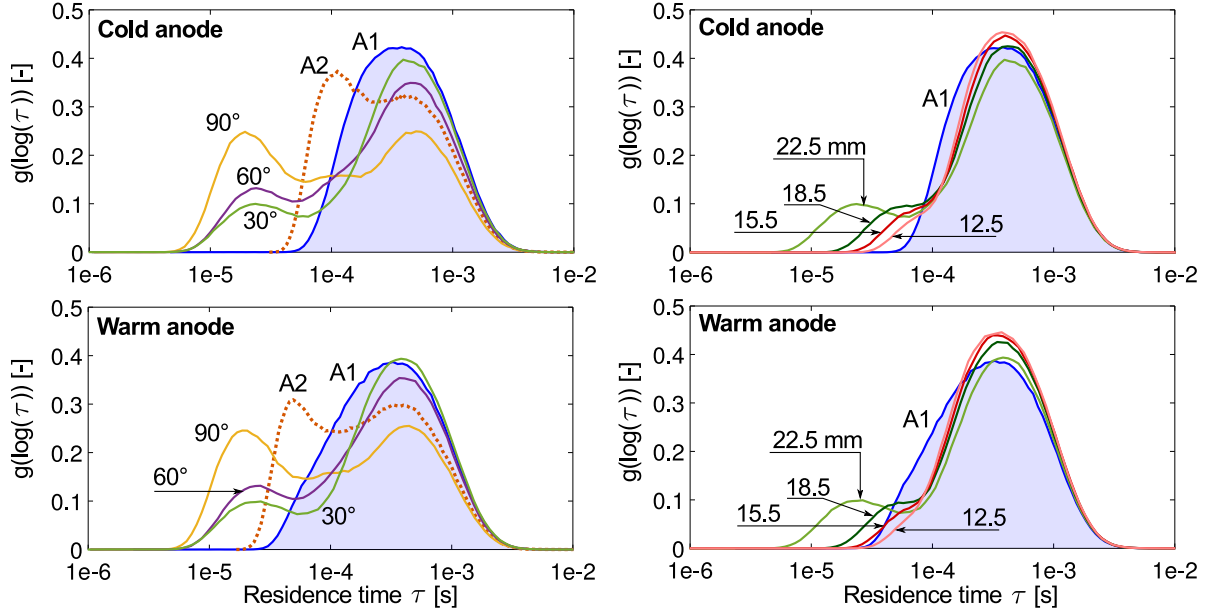 Cold anode
g(log(τ)) [-]
0.5
0.4
0.3
0.2
0.1
0
A1
A2
90°
60°
30°
1e-6
1e-5
1e-4
1e-3
1e-2
Cold anode
g(log(τ)) [-]
0.5
0.4
0.3
0.2
0.1
0
A1
22.5 mm
18.5
15.5
12.5
1e-6
1e-5
1e-4
1e-3
1e-2
Warm anode
g(log(τ)) [-]
0.5
0.4
0.3
0.2
0.1
0
A1
A2
90°
60°
30°
1e-6
1e-5
1e-4
1e-3
1e-2
Residence time τ [s]
Warm anode
g(log(τ)) [-]
0.5
0.4
0.3
0.2
0.1
0
A1
22.5 mm
18.5
15.5
12.5
1e-6
1e-5
1e-4
1e-3
1e-2
Residence time τ [s]